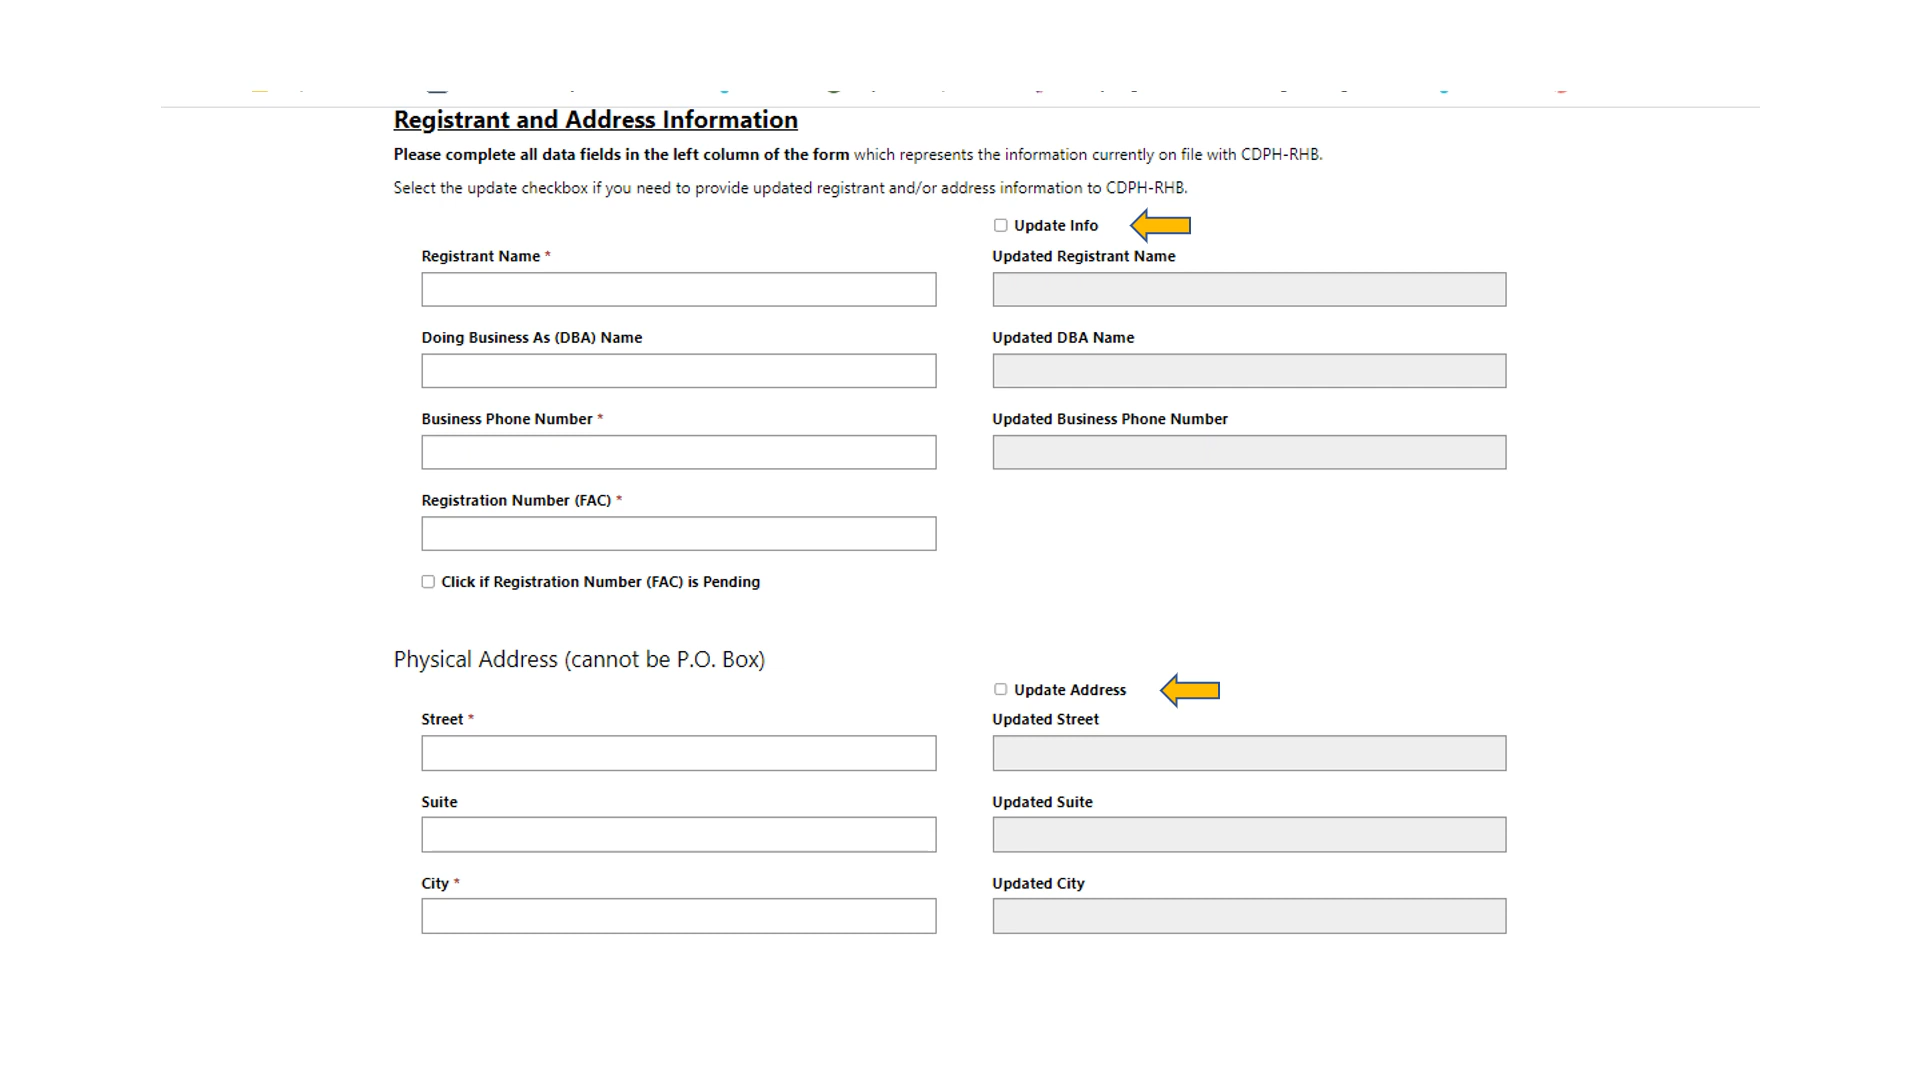 Registrant and Address Information
Please complete all data fields in the left column of the form which represents the information currently on file with CDPH-RHB.
Select the update checkbox if you need to provide updated registrant and/or address information to CDPH-RHB.
Update Info
Registrant Name *
Updated Registrant Name
Doing Business As (DBA) Name
Updated DBA Name
Business Phone Number *
Updated Business Phone Number
Registration Number (FAC) *
Click if Registration Number (FAC) is Pending
Physical Address (cannot be P.O. Box)
Update Address
Street *
Updated Street
Suite
Updated Suite
City *
Updated City